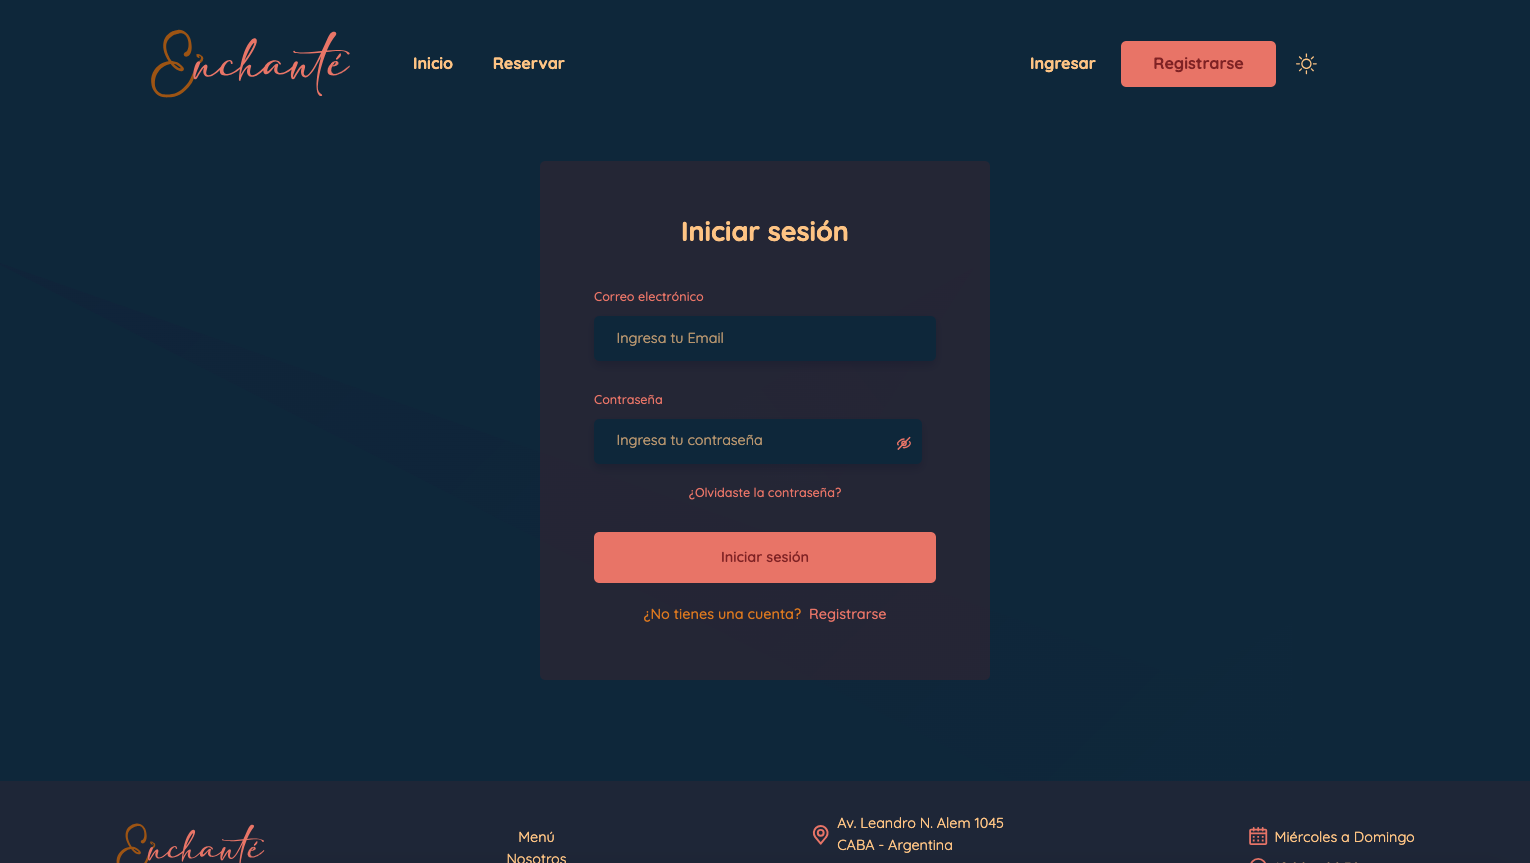 Enchanté
Inicio
Reservar
Ingresar
Registrarse
Iniciar sesión
Correo electrónico
Ingresa tu Email
Contraseña
Ingresa tu contraseña
¿Olvidaste la contraseña?
Iniciar sesión
¿No tienes una cuenta? Registrarse
Enchanté
Menú
Nosotros
Av. Leandro N. Alem 1045
CABA - Argentina
Miércoles a Domingo